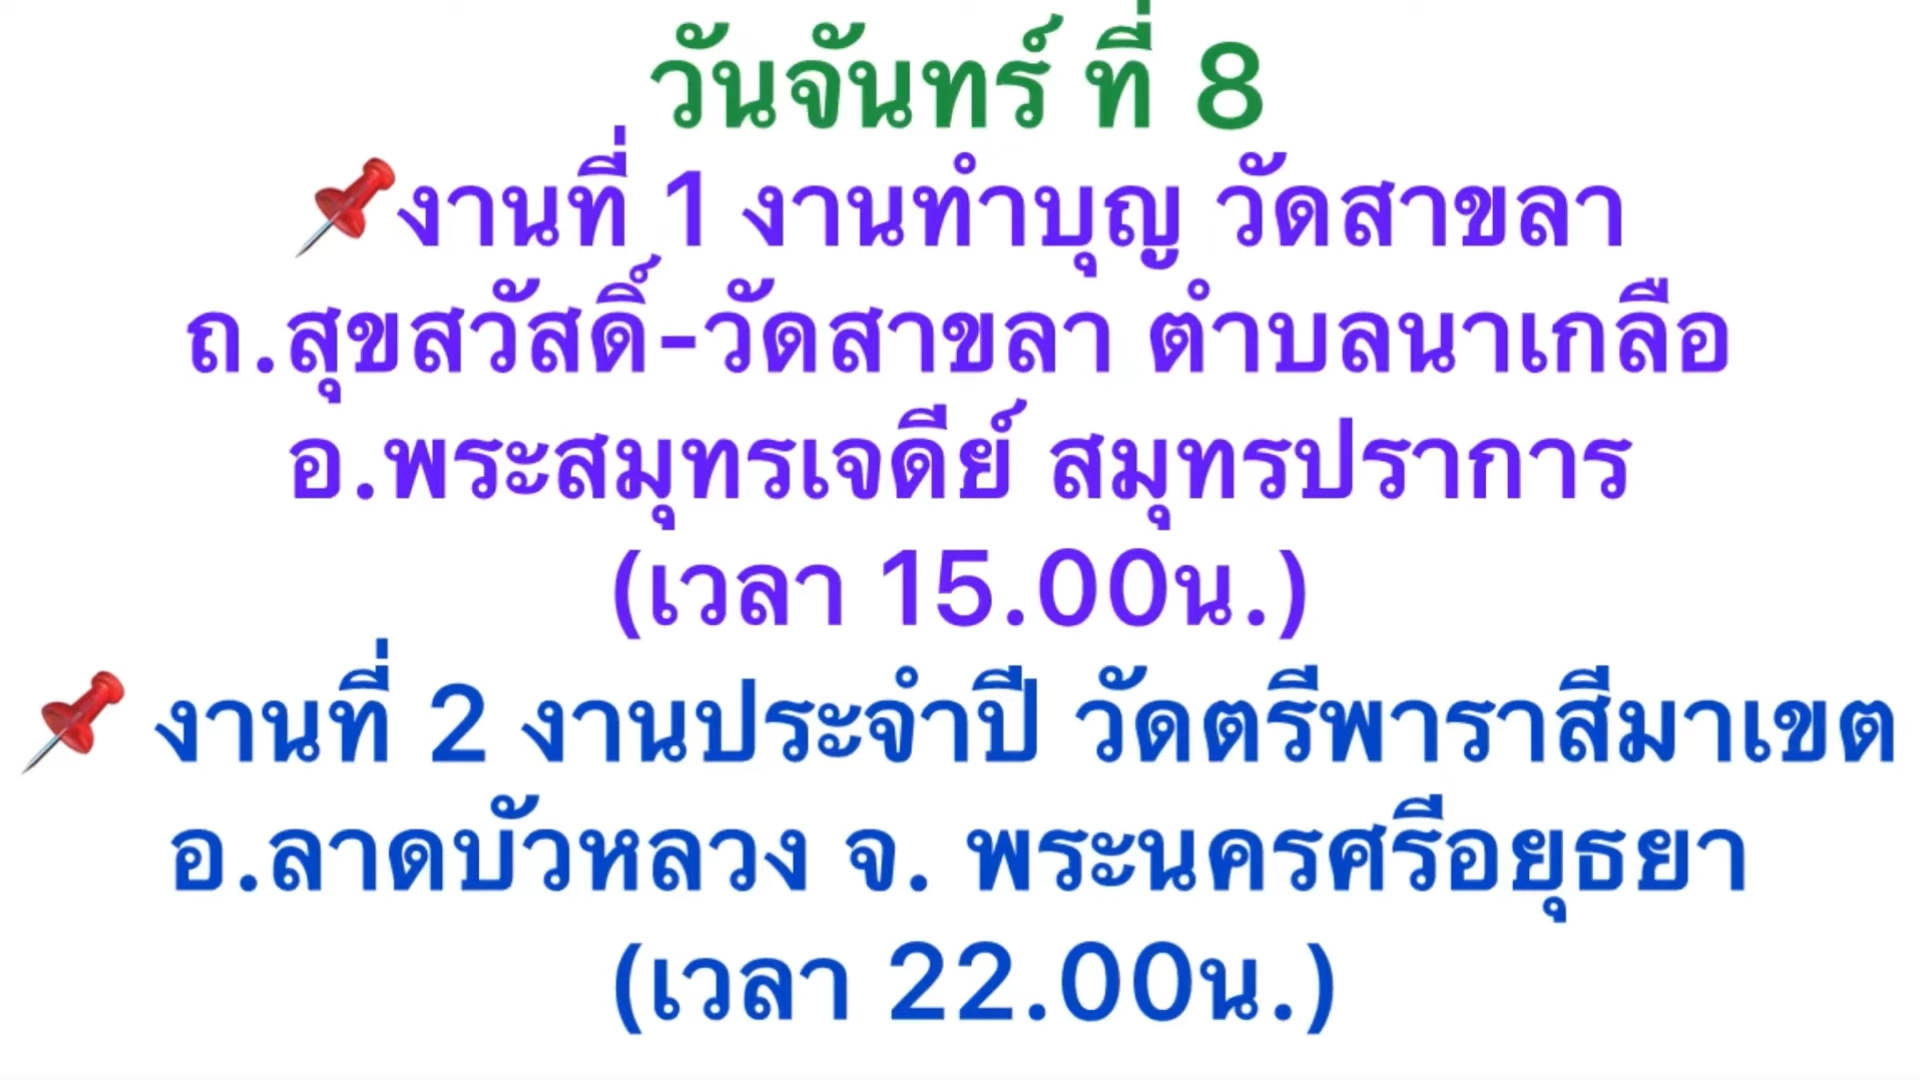 วันจันทร์ ที่ 8
📌งานที่ 1 งานทำบุญ วัดสาขลา
ถ.สุขสวัสดิ์-วัดสาขลา ตำบลนาเกลือ
อ.พระสมุทรเจดีย์ สมุทรปราการ
(เวลา 15.00น.)
📌 งานที่ 2 งานประจำปี วัดตรีพาราสีมาเขต
อ.ลาดบัวหลวง จ. พระนครศรีอยุธยา
(เวลา 22.00น.)